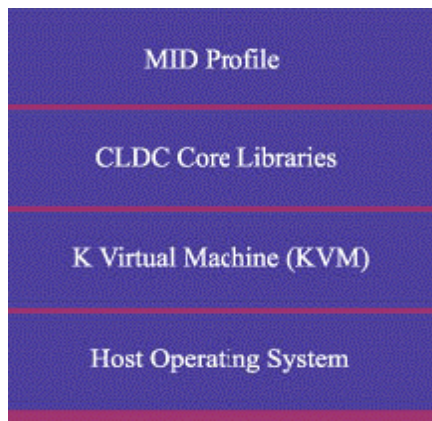 MID Profile
CLDC Core Libraries
K Virtual Machine (KVM)
Host Operating System